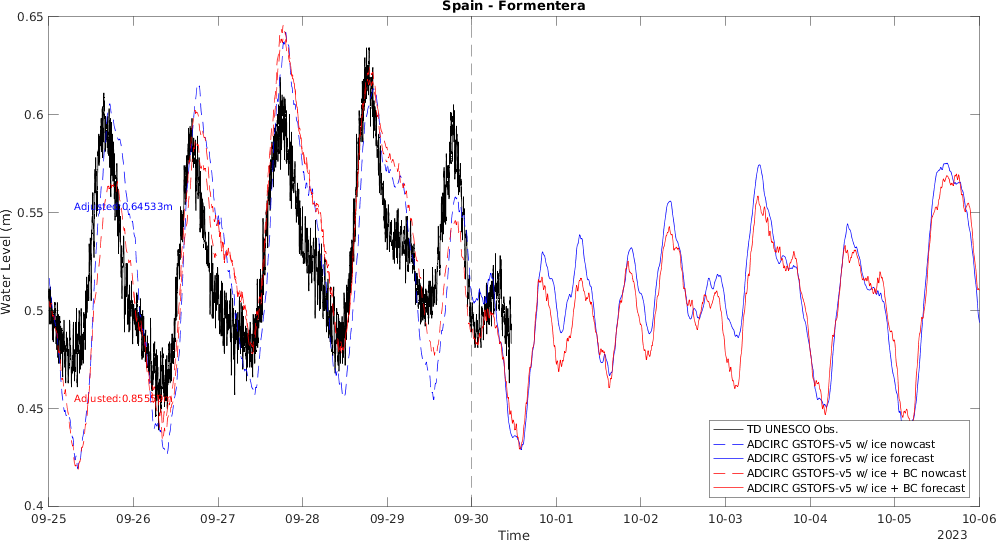 Spain - Formentera
0.65
0.6
0.55
0.5
0.45
0.4
Water Level (m)
Adjusted:0.64533m
TD UNESCO Obs.
ADCIRC GSTOFS-v5 w/ ice nowcast
ADCIRC GSTOFS-v5 w/ ice forecast
ADCIRC GSTOFS-v5 w/ ice + BC nowcast
ADCIRC GSTOFS-v5 w/ ice + BC forecast
09-25 09-26 09-27 09-28 09-29 09-30 10-01 10-02 10-03 10-04 10-05 10-06
Time
2023